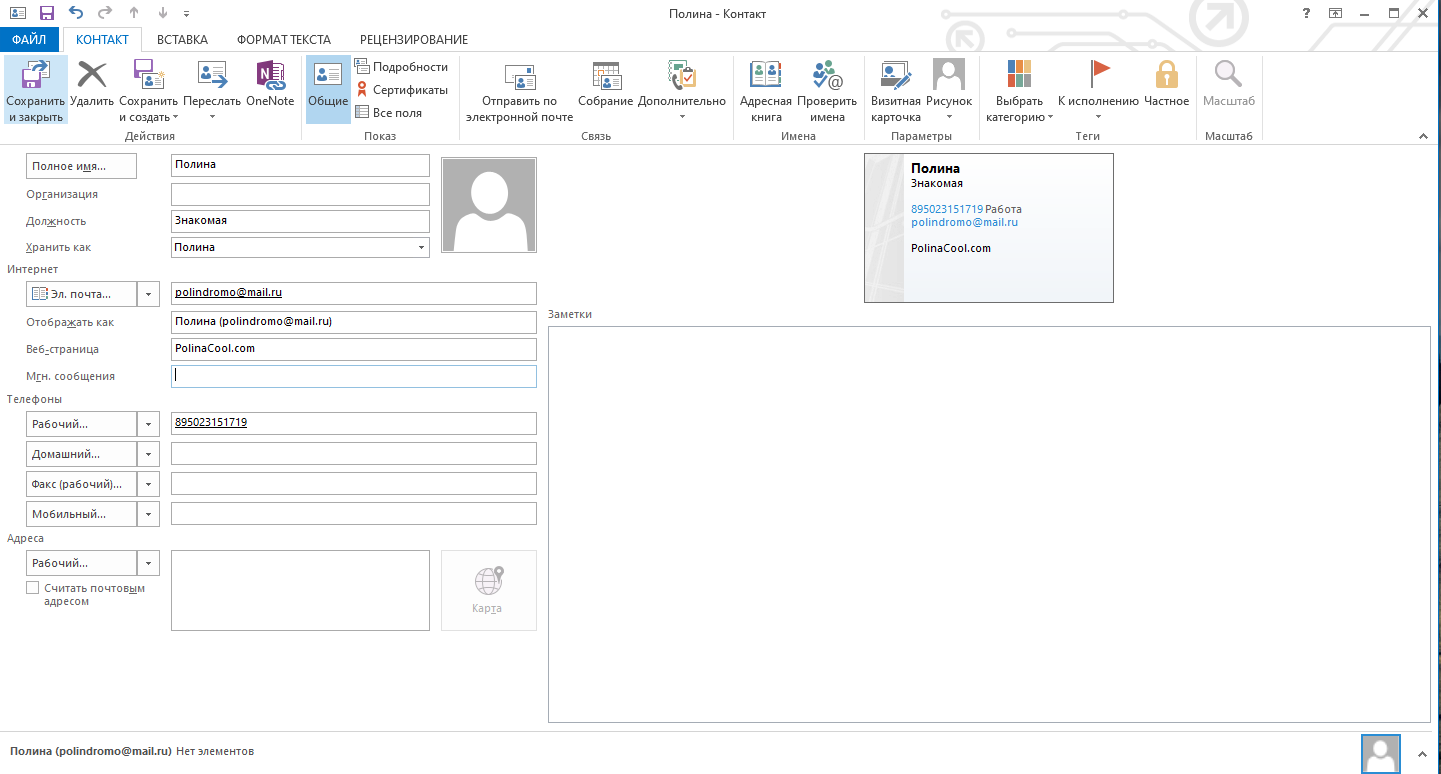 Полина - Контакт
?
ФАЙЛ КОНТАКТ ВСТАВКА ФОРМАТ ТЕКСТА РЕЦЕНЗИРОВАНИЕ
Сохранить и закрыть
Удалить
Сохранить и создать
Переслать
OneNote
Действия
Общие
Подробности
Сертификаты
Все поля
Показ
Отправить по электронной почте
Собрание
Дополнительно
Связь
Адресная книга
Проверить имена
Имена
Визитная карточка
Рисунок
Параметры
Выбрать категорию
К исполнению
Частное
Теги
Масштаб
Масштаб
Полное имя... Полина
Организация
Должность Знакомая
Хранить как Полина
Интернет
Эл. почта... polindromo@mail.ru
Отображать как Полина (polindromo@mail.ru)
Веб-страница PolinaCool.com
Мгн. сообщения
Телефоны
Рабочий... 895023151719
Домашний...
Факс (рабочий)...
Мобильный...
Адреса
Рабочий...
Считать почтовым
адресом
Карта
Полина
Знакомая
895023151719 Работа
polindromo@mail.ru
PolinaCool.com
Заметки
Полина (polindromo@mail.ru) Нет элементов